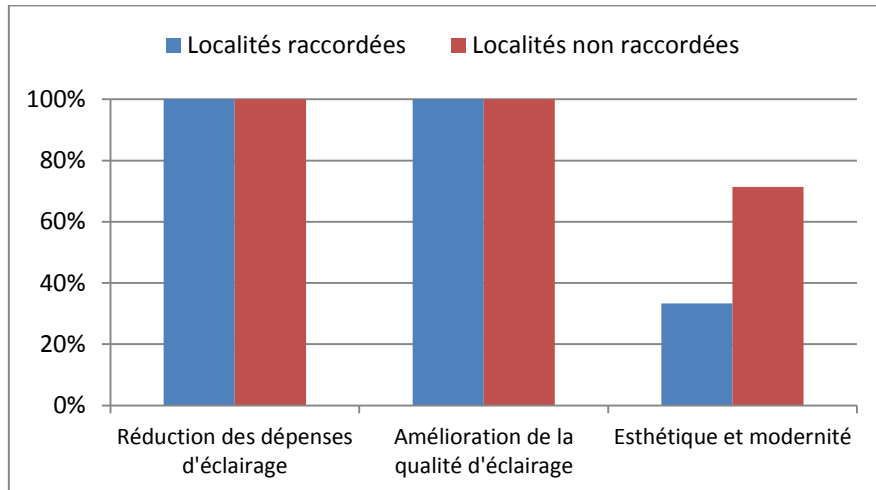 Localités raccordées Localités non raccordées
100%
80%
60%
40%
20%
0%
Réduction des dépenses
d'éclairage
Amélioration de la
qualité d'éclairage
Esthétique et modernité